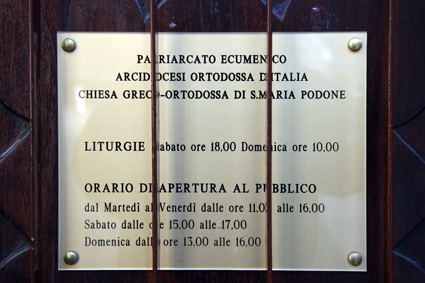 PATRIARCATO ECUMENICO
ARCIDIOCESI ORTODOSSA D'ITALIA
CHIESA GRECO-ORTODOSSA DI S.MARIA PODONE
LITURGIE Sabato ore 18,00 Domenica ore 10,00
ORARIO DI APERTURA AL PUBBLICO
dal Martedì al Venerdì dalle ore 11.00 alle 16,00
Sabato dalle ore 15.00 alle 17.00
Domenica dalle ore 13.00 alle 16.00